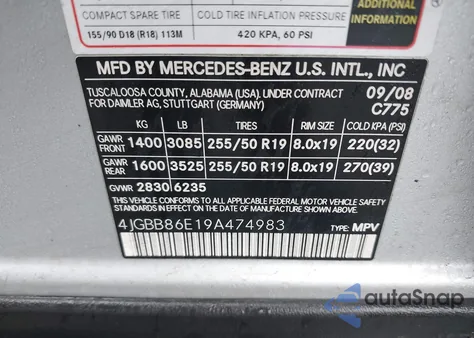 ADDITIONAL
INFORMATION
COMPACT SPARE TIRE COLD TIRE INFLATION PRESSURE
155/90 D18 (R18) 113M 420 KPA, 60 PSI
MFD BY MERCEDES-BENZ U.S. INTL., INC
TUSCALOOSA COUNTY, ALABAMA (USA). UNDER CONTRACT 09/08
FOR DAIMLER AG, STUTTGART (GERMANY) C775
KG LB TIRES RIM SIZE COLD KPA (PSI)
GAWR FRONT 1400 3085 255/50 R19 8.0x19 220(32)
GAWR REAR 1600 3525 255/50 R19 8.0x19 270(39)
GVWR 2830 6235
THIS VEHICLE CONFORMS TO ALL APPLICABLE FEDERAL MOTOR VEHICLE
SAFETY STANDARDS IN EFFECT ON THE DATE OF MANUFACTURE SHOWN ABOVE.
4JGBB86E19A474983 TYPE: MPV
autoSnap